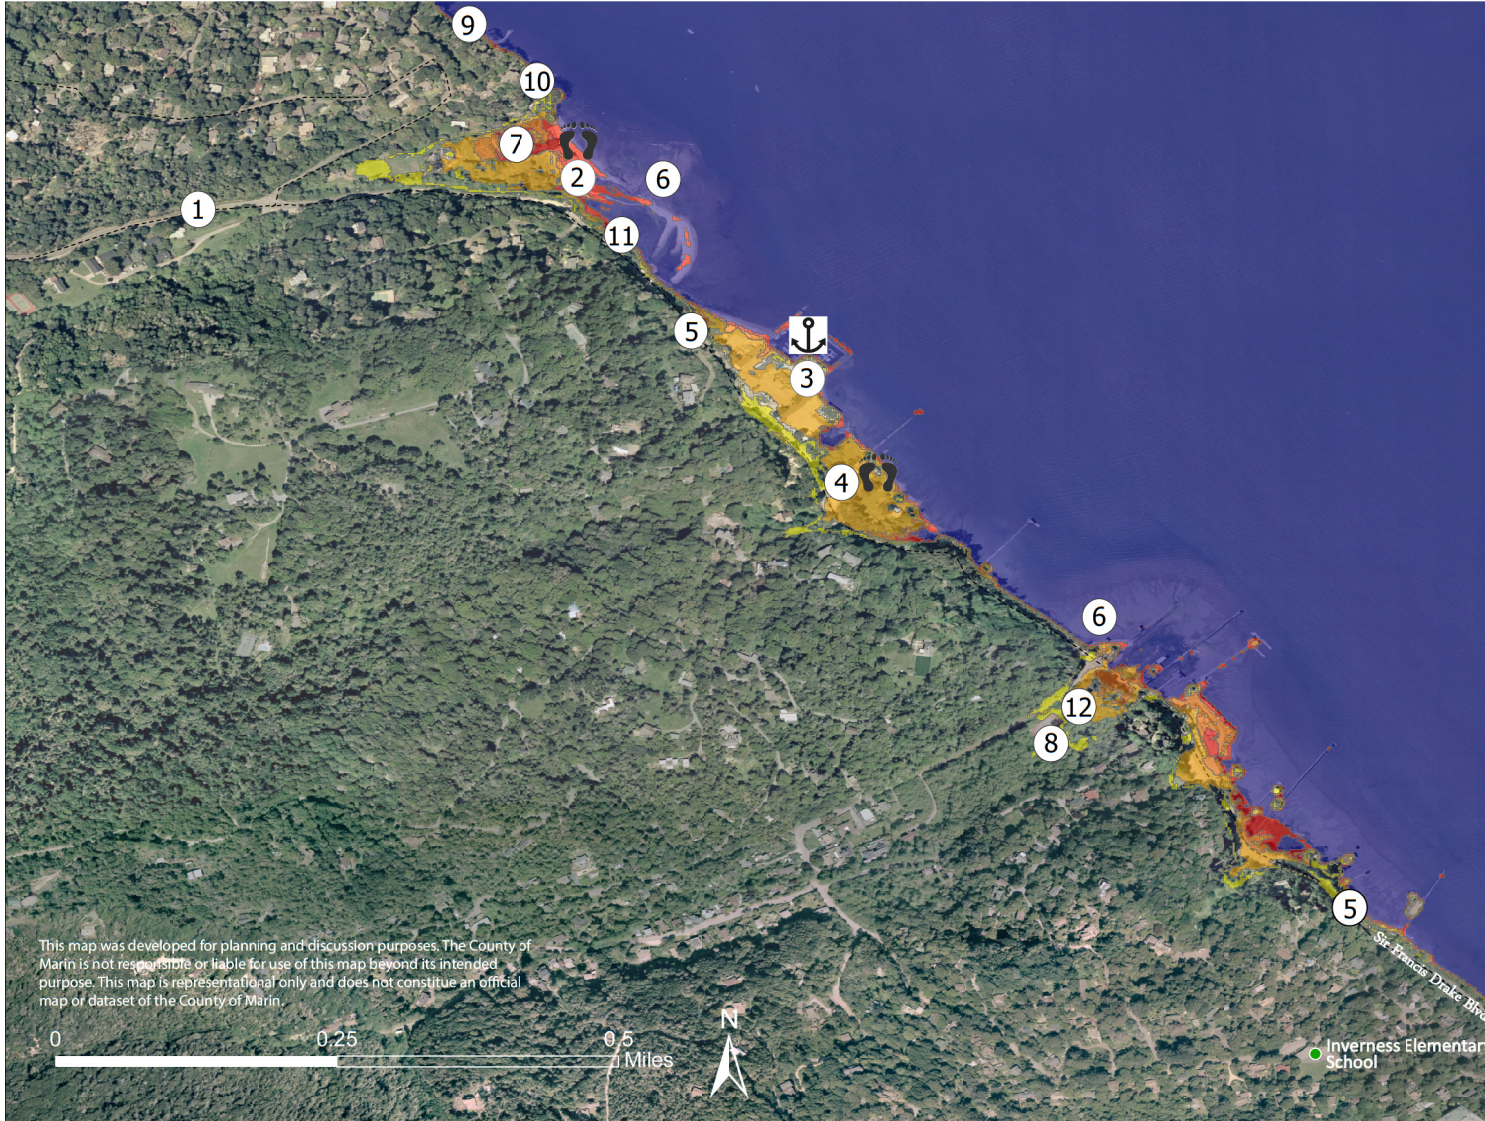 9
10
7
2
6
1
11
5
3
4
6
12
8
5
Sir Francis Drake Blvd
This map was developed for planning and discussion purposes. The County of
Marin is not responsible or liable for use of this map beyond its intended
purpose. This map is representational only and does not constitue an official
map or dataset of the County of Marin.
N
0 0.25 0.5
Miles
Inverness Elementar
School